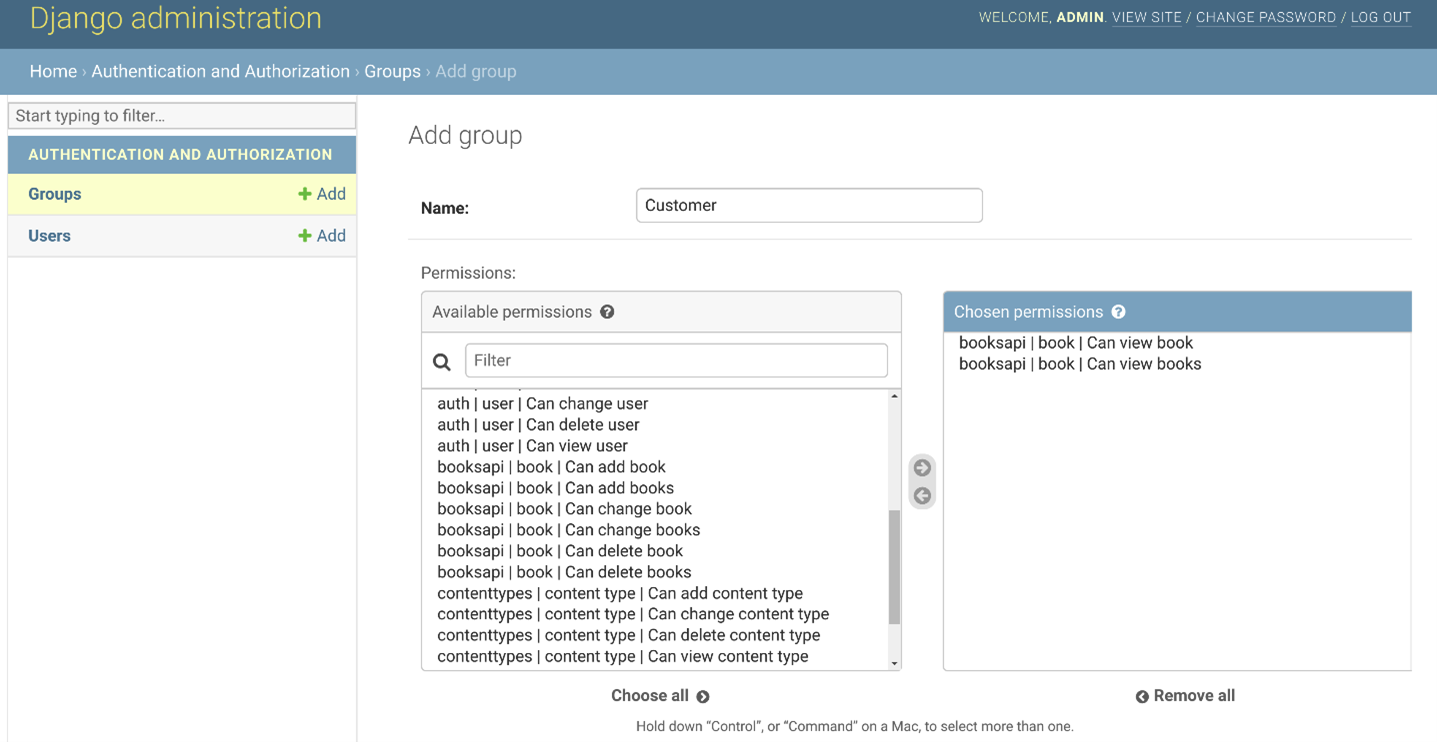 Django administration
WELCOME, ADMIN. VIEW SITE / CHANGE PASSWORD / LOG OUT
Home › Authentication and Authorization › Groups › Add group
Start typing to filter…
AUTHENTICATION AND AUTHORIZATION
Groups + Add
Users + Add
Add group
Name: Customer
Permissions:
Available permissions ?
Filter
auth | user | Can change user
auth | user | Can delete user
auth | user | Can view user
booksapi | book | Can add book
booksapi | book | Can add books
booksapi | book | Can change book
booksapi | book | Can change books
booksapi | book | Can delete book
booksapi | book | Can delete books
contenttypes | content type | Can add content type
contenttypes | content type | Can change content type
contenttypes | content type | Can delete content type
contenttypes | content type | Can view content type
Choose all
Chosen permissions ?
booksapi | book | Can view book
booksapi | book | Can view books
Remove all
Hold down “Control”, or “Command” on a Mac, to select more than one.